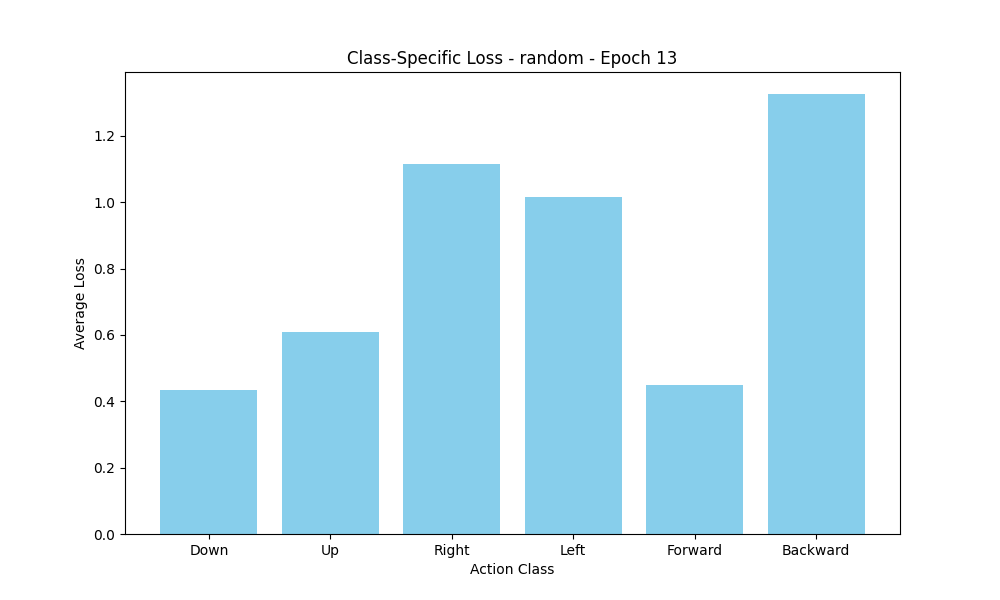 Class-Specific Loss - random - Epoch 13
Average Loss
1.2
1.0
0.8
0.6
0.4
0.2
0.0
Down Up Right Left Forward Backward
Action Class